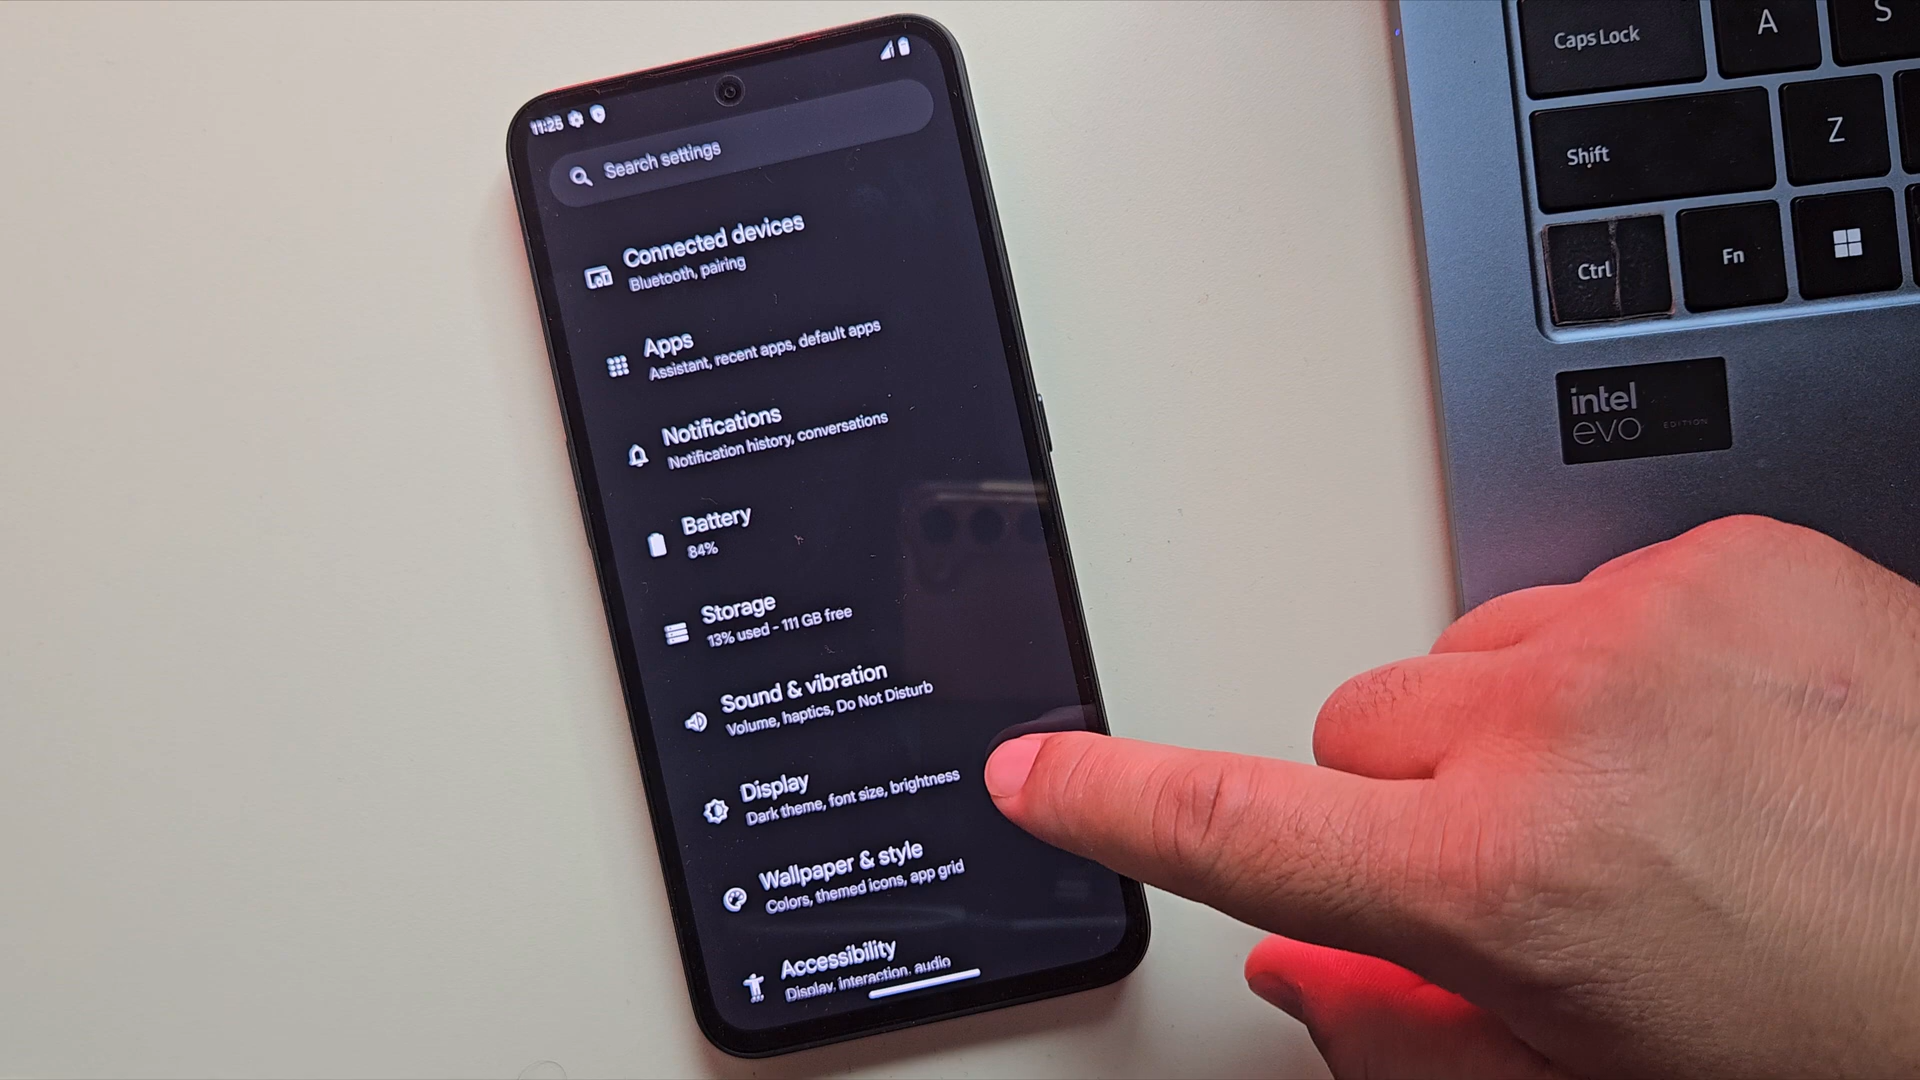 11:25
Search settings
Connected devices
Bluetooth, pairing
Apps
Assistant, recent apps, default apps
Notifications
Notification history, conversations
Battery
84%
Storage
13% used - 111 GB free
Sound & vibration
Volume, haptics, Do Not Disturb
Display
Dark theme, font size, brightness
Wallpaper & style
Colors, themed icons, app grid
Accessibility
Display, interaction, audio
Caps Lock
A
S
Shift
Z
Ctrl
Fn
intel
evo EDITION